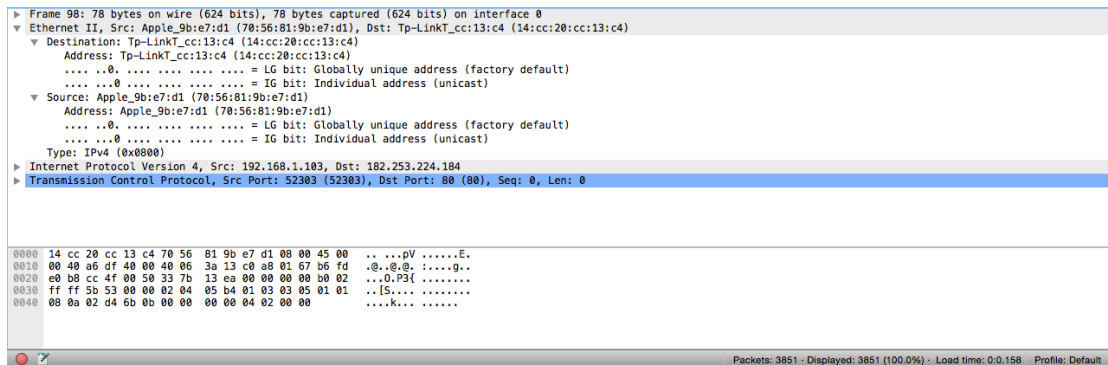 Frame 98: 78 bytes on wire (624 bits), 78 bytes captured (624 bits) on interface 0
Ethernet II, Src: Apple_9b:e7:d1 (70:56:81:9b:e7:d1), Dst: Tp-LinkT_cc:13:c4 (14:cc:20:cc:13:c4)
Destination: Tp-LinkT_cc:13:c4 (14:cc:20:cc:13:c4)
Address: Tp-LinkT_cc:13:c4 (14:cc:20:cc:13:c4)
.... ..0. .... .... .... .... = LG bit: Globally unique address (factory default)
.... ...0 .... .... .... .... = IG bit: Individual address (unicast)
Source: Apple_9b:e7:d1 (70:56:81:9b:e7:d1)
Address: Apple_9b:e7:d1 (70:56:81:9b:e7:d1)
.... ..0. .... .... .... .... = LG bit: Globally unique address (factory default)
.... ...0 .... .... .... .... = IG bit: Individual address (unicast)
Type: IPv4 (0x0800)
Internet Protocol Version 4, Src: 192.168.1.103, Dst: 182.253.224.184
Transmission Control Protocol, Src Port: 52303 (52303), Dst Port: 80 (80), Seq: 0, Len: 0
0000 14 cc 20 cc 13 c4 70 56 81 9b e7 d1 08 00 45 00 .. ...pV ......E.
0010 00 40 a6 df 40 00 40 06 3a 13 c0 a8 01 67 b6 fd .@..@.@. :....g..
0020 e0 b8 cc 4f 00 50 33 7b 13 ea 00 00 00 00 b0 02 ...O.P3{ ........
0030 ff ff 5b 53 00 00 02 04 05 b4 01 03 03 05 01 01 ..[S.... ........
0040 08 0a 02 d4 6b 0b 00 00 00 00 04 02 00 00 ....k... ......
Packets: 3851 · Displayed: 3851 (100.0%) · Load time: 0:0.158 Profile: Default